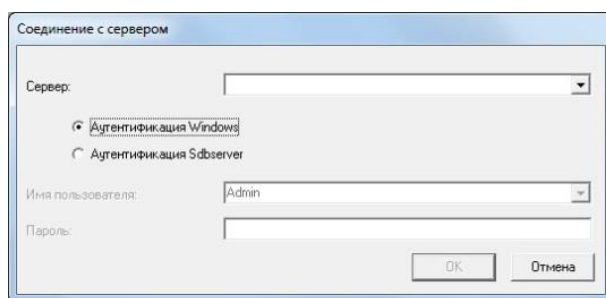 Соединение с сервером
Сервер:
Аутентификация Windows
Аутентификация Sdbserver
Имя пользователя: Admin
Пароль:
OK Отмена